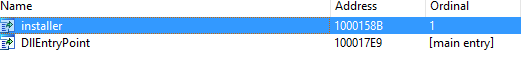 Name Address Ordinal
installer 1000158B 1
DllEntryPoint 100017E9 [main entry]